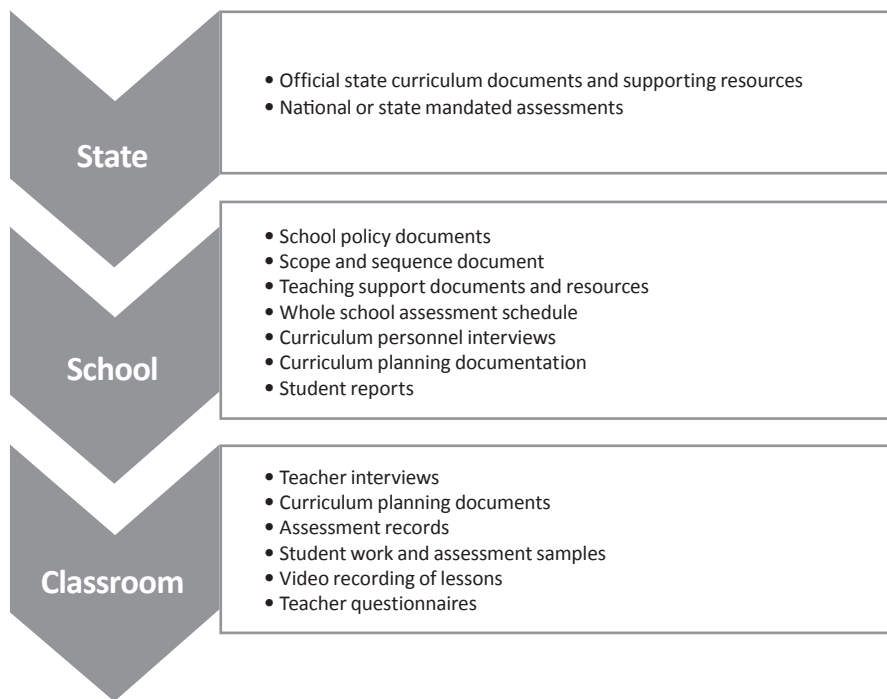 State
• Official state curriculum documents and supporting resources
• National or state mandated assessments
School
• School policy documents
• Scope and sequence document
• Teaching support documents and resources
• Whole school assessment schedule
• Curriculum personnel interviews
• Curriculum planning documentation
• Student reports
Classroom
• Teacher interviews
• Curriculum planning documents
• Assessment records
• Student work and assessment samples
• Video recording of lessons
• Teacher questionnaires